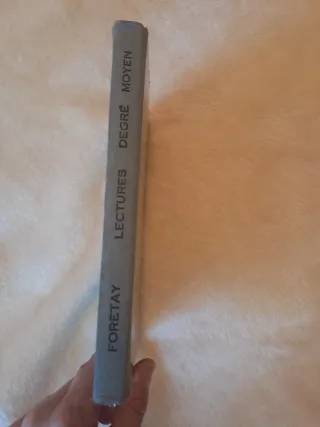 FORETAY LECTURES DEGRÉ MOYEN